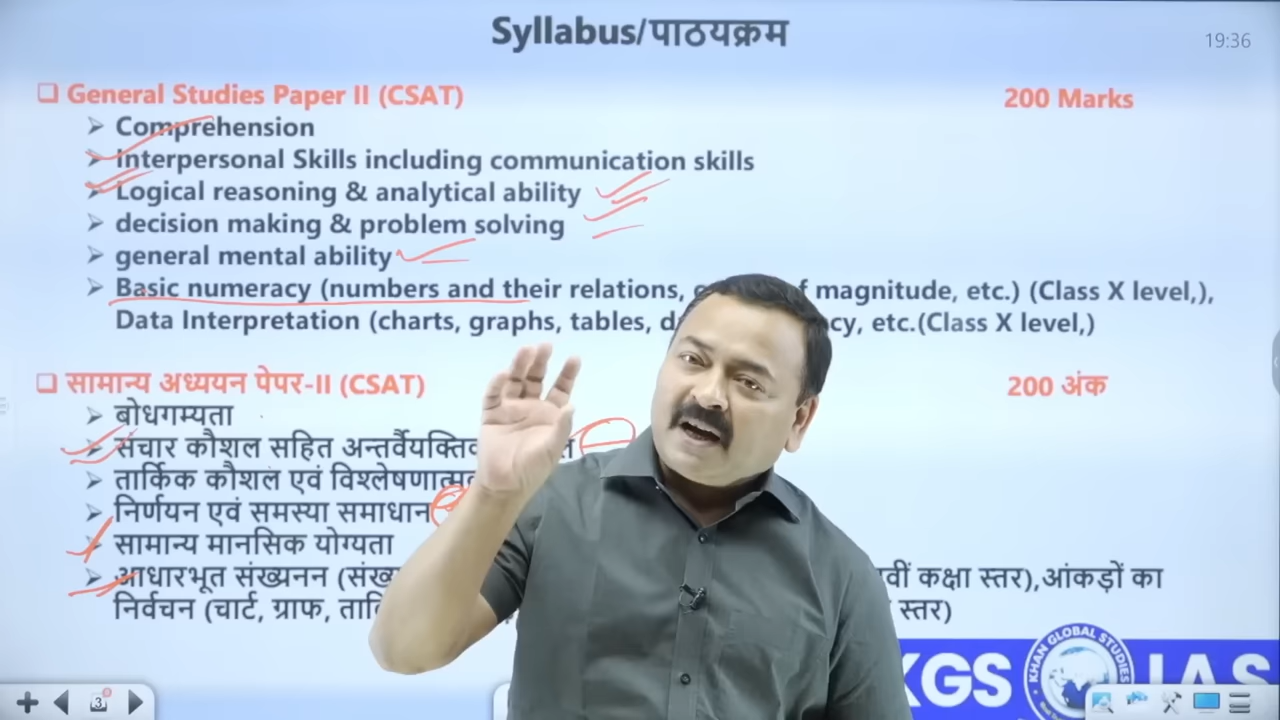 Syllabus/पाठयक्रम
19:36
General Studies Paper II (CSAT)
200 Marks
Comprehension
Interpersonal Skills including communication skills
Logical reasoning & analytical ability
decision making & problem solving
general mental ability
Basic numeracy (numbers and their relations, magnitude, etc.) (Class X level,),
Data Interpretation (charts, graphs, tables, etc.(Class X level,)
सामान्य अध्ययन पेपर-II (CSAT)
200 अंक
बोधगम्यता
संचार कौशल सहित
तार्किक कौशल एवं
निर्णयन एवं समस्या समाधान
सामान्य मानसिक योग्यता
आधारभूत संख्यनन कक्षा स्तर),आंकड़ों का
निर्वचन (चार्ट, ग्राफ, स्तर)
KGS
KHAN GLOBAL STUDIES
IAS
3